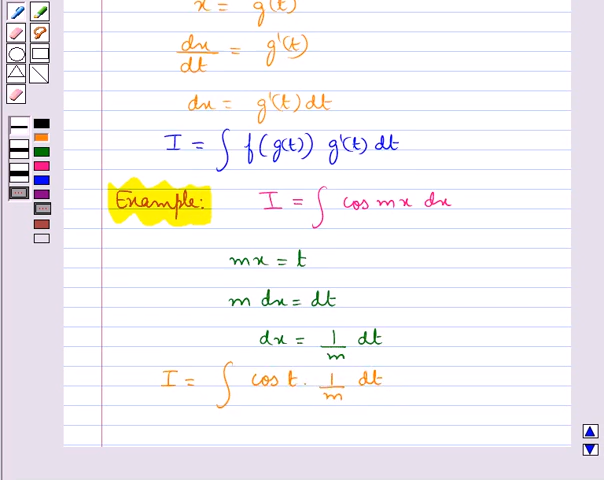 x = g(t)
dx/dt = g'(t)
dx = g'(t) dt
I = ∫ f(g(t)) g'(t) dt
Example: I = ∫ cos mx dx
mx = t
m dx = dt
dx = 1/m dt
I = ∫ cos t · 1/m dt